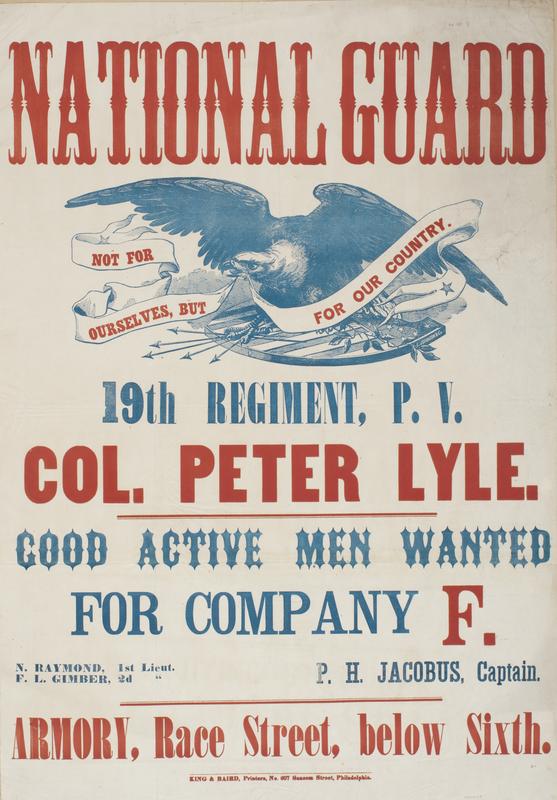 NATIONAL GUARD
NOT FOR
OURSELVES, BUT
FOR OUR COUNTRY.
19th REGIMENT, P. V.
COL. PETER LYLE.
GOOD ACTIVE MEN WANTED
FOR COMPANY F.
N. RAYMOND, 1st Lieut.
F. L. GIMBER, 2d "
P. H. JACOBUS, Captain.
ARMORY, Race Street, below Sixth.
KING & BAIRD, Printers, No. 607 Sansom Street, Philadelphia.